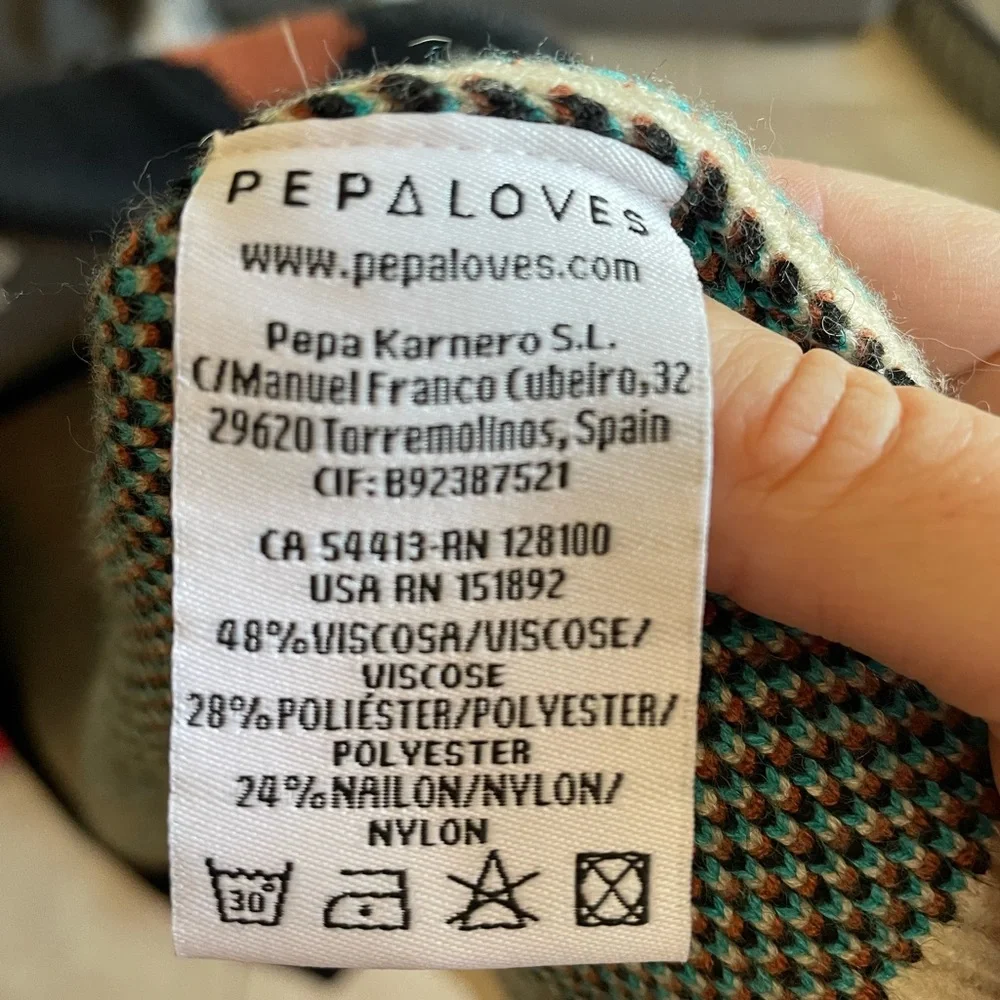 PEPALOVES
www.pepaloves.com
Pepa Karnero S.L.
C/Manuel Franco Cubeiro,32
29620 Torremolinos, Spain
CIF: B92387521
CA 54413-RN 128100
USA RN 151892
48% VISCOSA/VISCOSE/
VISCOSE
28% POLIÉSTER/POLYESTER/
POLYESTER
24% NAILON/NYLON/
NYLON
30°